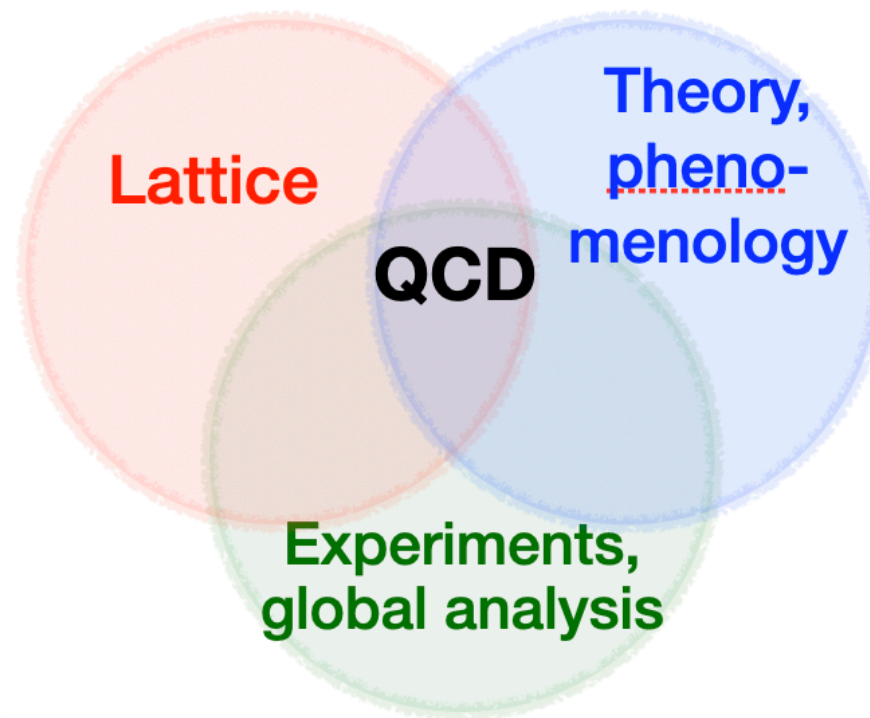 Lattice
Theory,
pheno-
menology
QCD
Experiments,
global analysis